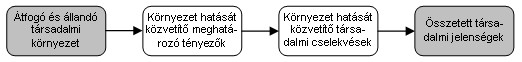 Átfogó és állandó
társadalmi
környezet
Környezet hatását
közvetítő meghatá-
rozó tényezők
Környezet hatását
közvetítő társa-
dalmi cselekvések
Összetett társa-
dalmi jelenségek